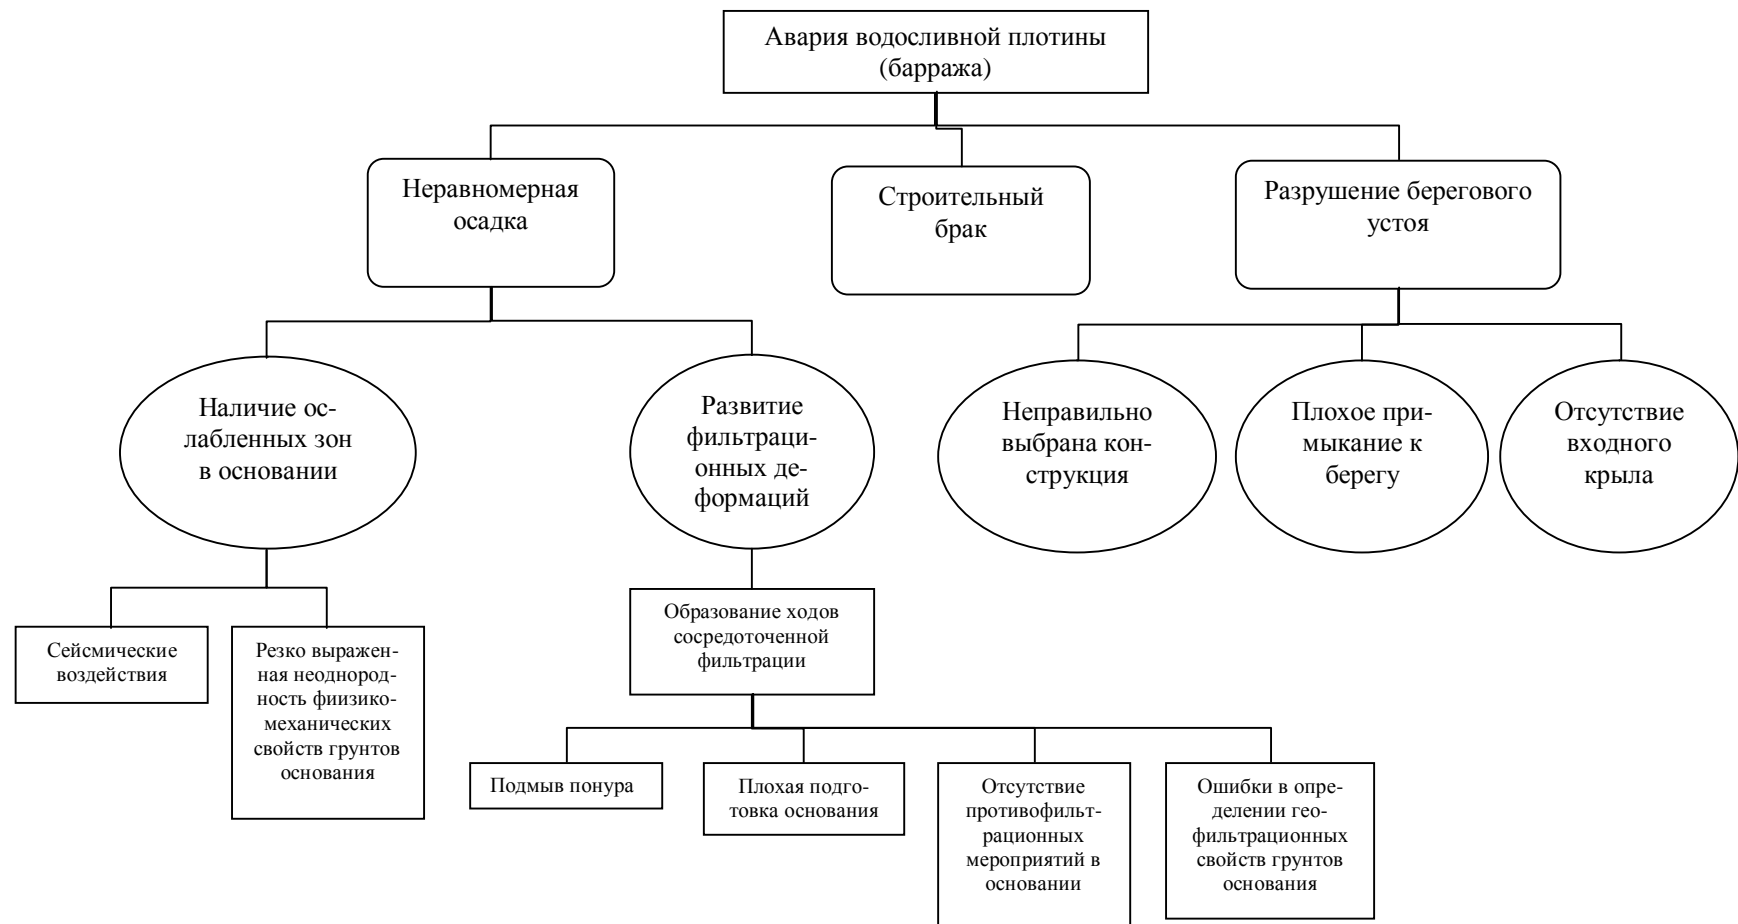 Авария водосливной плотины
(барража)
Неравномерная
осадка
Строительный
брак
Разрушение берегового
устоя
Наличие ос-
лабленных зон
в основании
Развитие
фильтраци-
онных де-
формаций
Неправильно
выбрана кон-
струкция
Плохое при-
мыкание к
берегу
Отсутствие
входного
крыла
Сейсмические
воздействия
Резко выражен-
ная неоднород-
ность фиизико-
механических
свойств грунтов
основания
Образование ходов
сосредоточенной
фильтрации
Подмыв понура
Плохая подго-
товка основания
Отсутствие
противофильт-
рационных
мероприятий в
основании
Ошибки в опре-
делении гео-
фильтрационных
свойств грунтов
основания